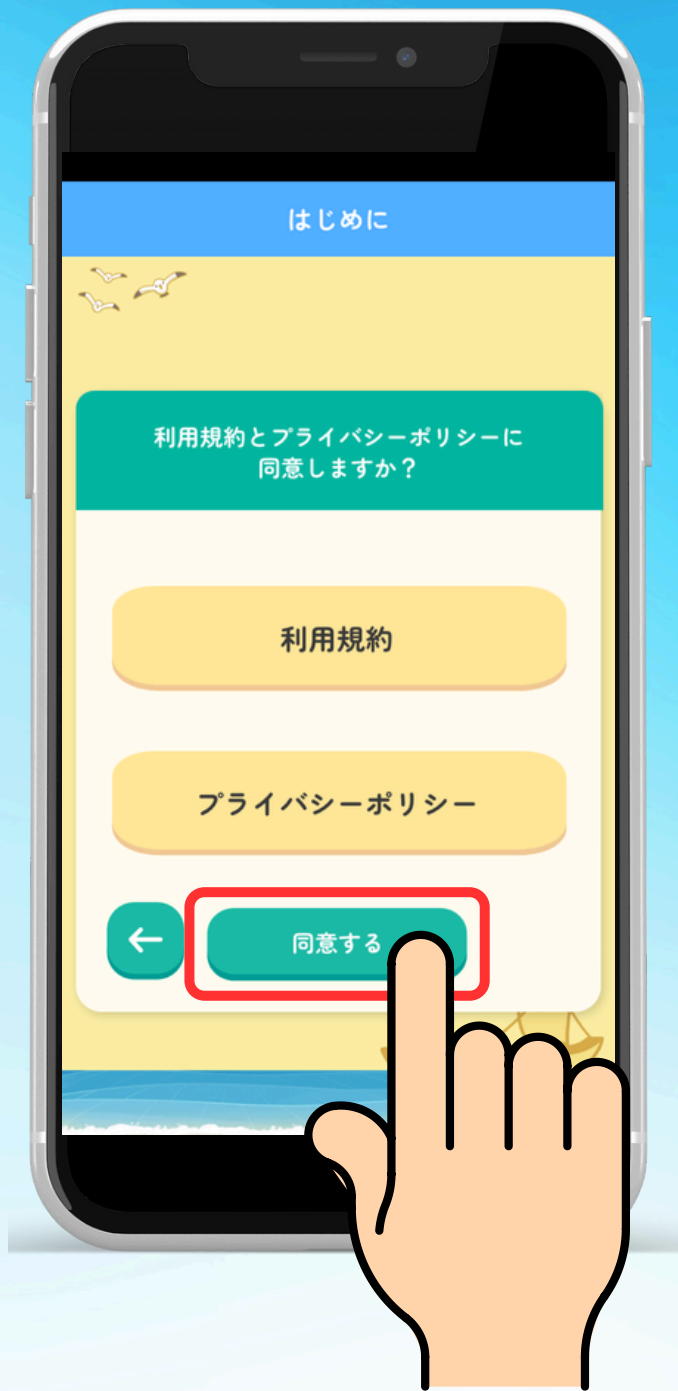 はじめに
利用規約とプライバシーポリシーに
同意しますか？
利用規約
プライバシーポリシー
同意する